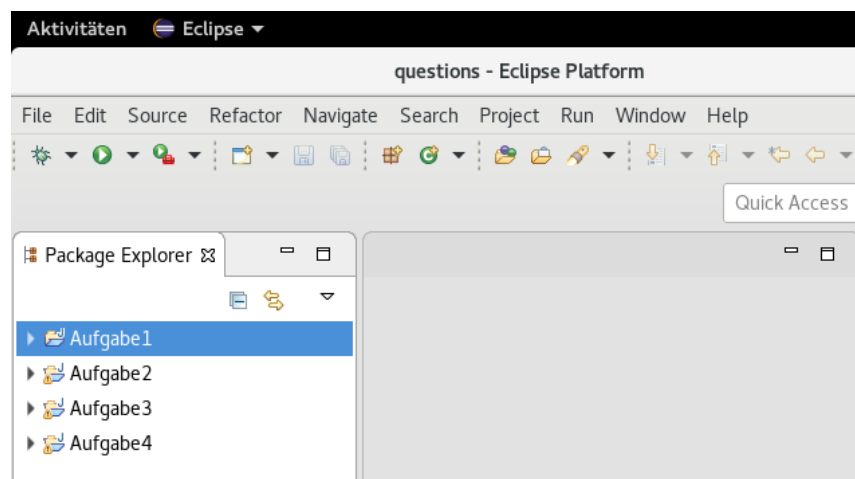 Aktivitäten Eclipse
questions - Eclipse Platform
File Edit Source Refactor Navigate Search Project Run Window Help
Quick Access
Package Explorer
Aufgabe1
Aufgabe2
Aufgabe3
Aufgabe4